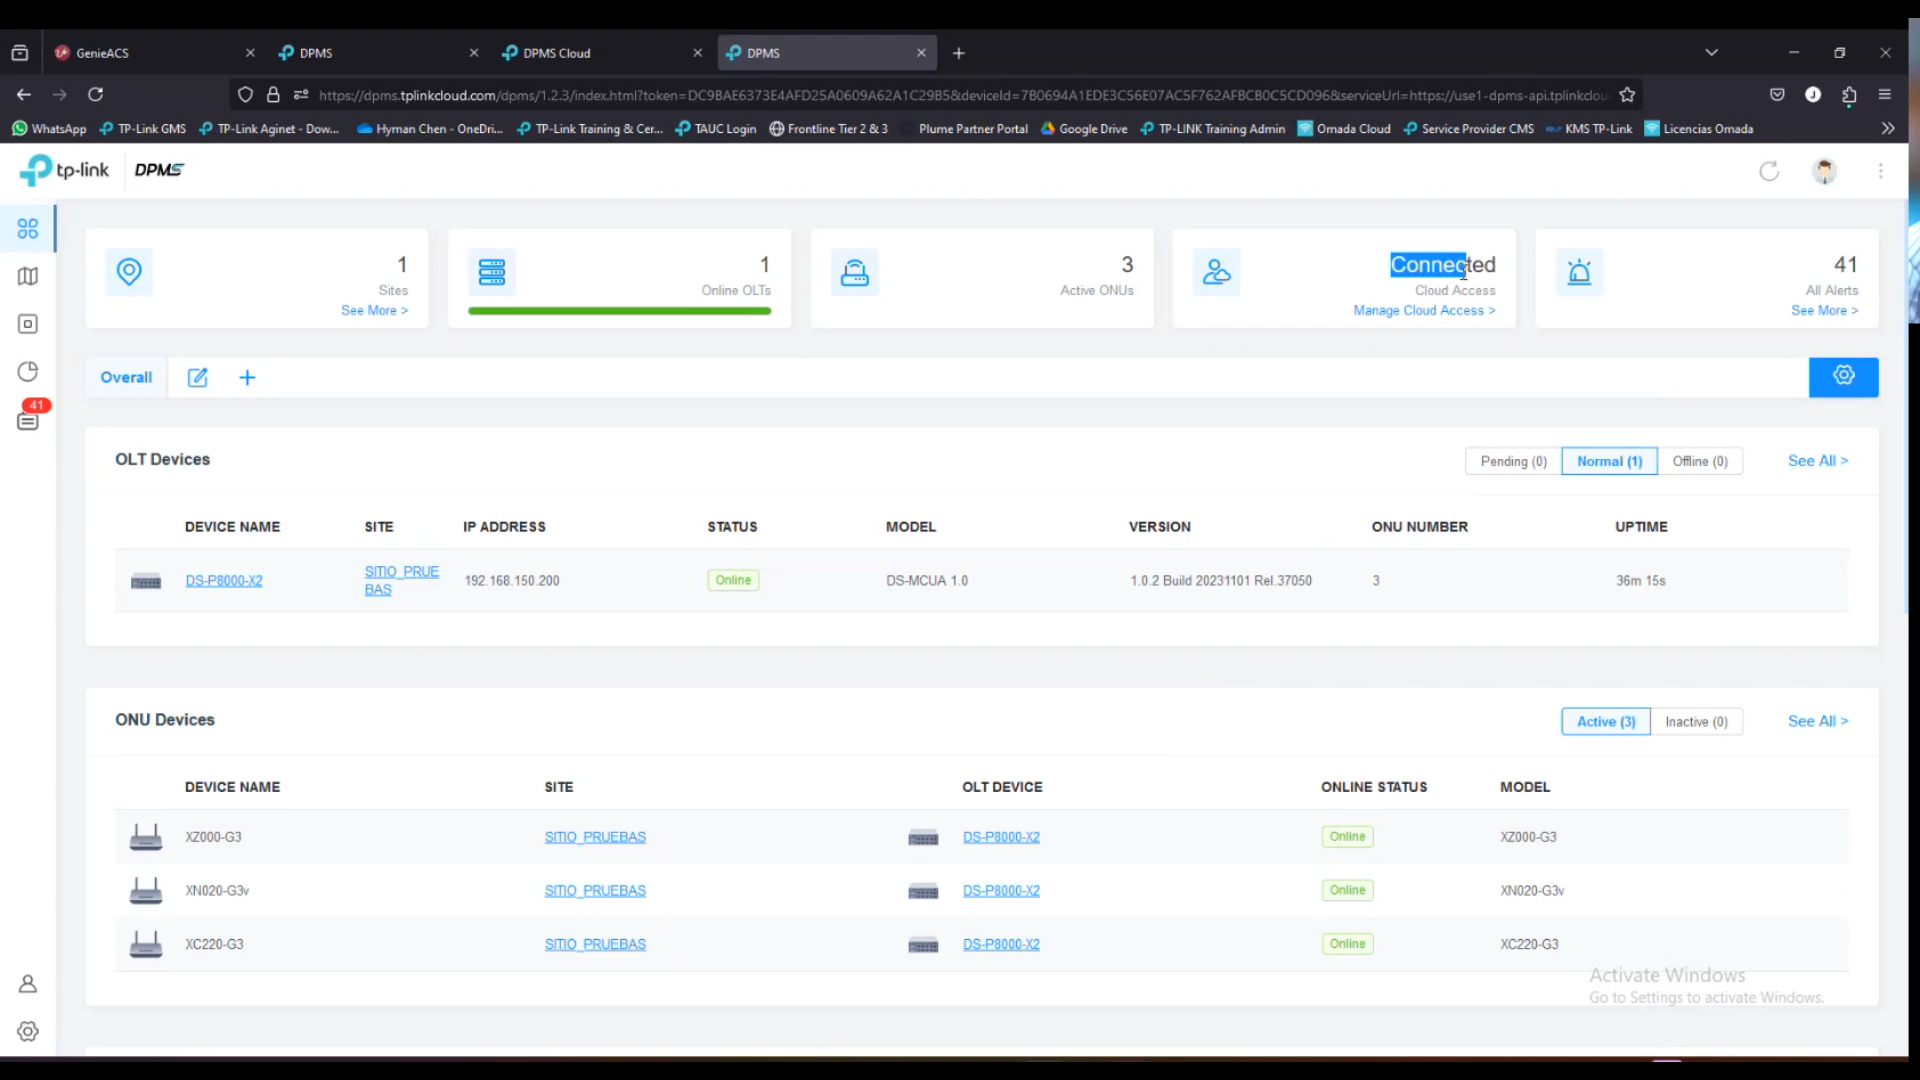 GenieACS
DPMS
DPMS Cloud
DPMS
https://dpms.tplinkcloud.com/dpms/1.2.3/index.html?token=DC9BAE6373E4AFD25A0609A62A1C29B5&deviceId=7B0694A1EDE3C56E07AC5F762AFBCB0C5CD096&serviceUrl=https://use1-dpms-api.tplinkclou
J
WhatsApp
TP-Link GMS
TP-Link Aginet - Dow...
Hyman Chen - OneDri...
TP-Link Training & Cer...
TAUC Login
Frontline Tier 2 & 3
Plume Partner Portal
Google Drive
TP-LINK Training Admin
Omada Cloud
Service Provider CMS
KMS TP-Link
Licencias Omada
tp-link DPMS
1
Sites
See More >
1
Online OLTs
3
Active ONUs
Connected
Cloud Access
Manage Cloud Access >
41
All Alerts
See More >
Overall
41
OLT Devices
Pending (0) Normal (1) Offline (0) See All >
DEVICE NAME SITE IP ADDRESS STATUS MODEL VERSION ONU NUMBER UPTIME
DS-P8000-X2 SITIO_PRUE 192.168.150.200 Online DS-MCUA 1.0 1.0.2 Build 20231101 Rel.37050 3 36m 15s
BAS
ONU Devices
Active (3) Inactive (0) See All >
DEVICE NAME SITE OLT DEVICE ONLINE STATUS MODEL
XZ000-G3 SITIO_PRUEBAS DS-P8000-X2 Online XZ000-G3
XN020-G3v SITIO_PRUEBAS DS-P8000-X2 Online XN020-G3v
XC220-G3 SITIO_PRUEBAS DS-P8000-X2 Online XC220-G3
Activate Windows
Go to Settings to activate Windows.